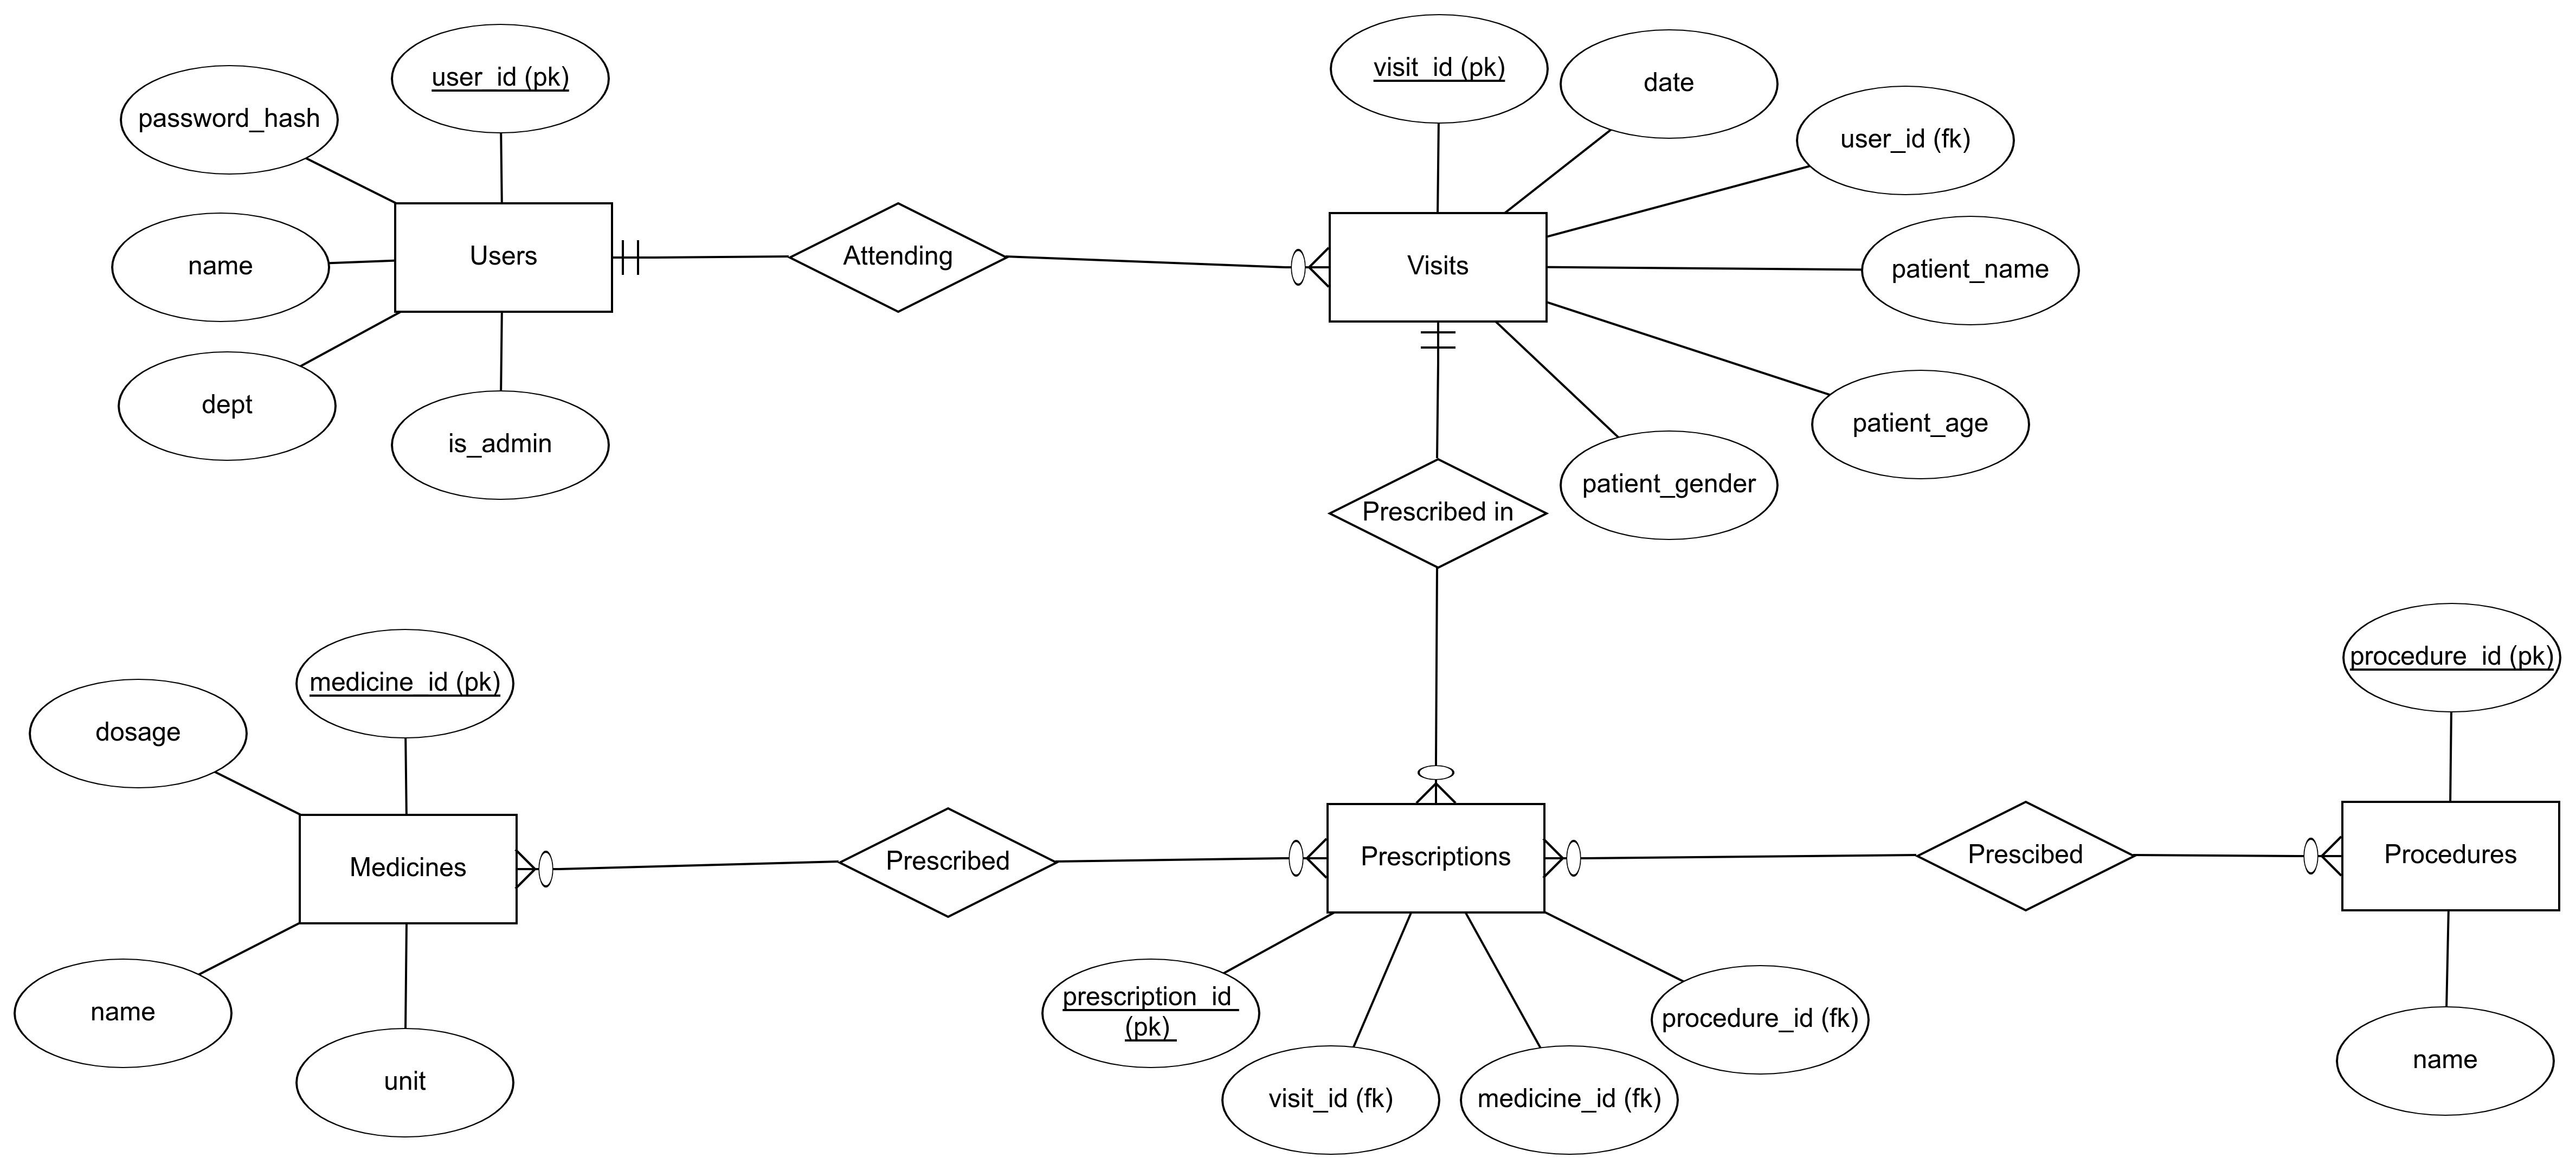 user_id (pk)
password_hash
name
dept
is_admin
Users
Attending
visit_id (pk)
date
user_id (fk)
patient_name
patient_age
patient_gender
Visits
Prescribed in
medicine_id (pk)
dosage
Medicines
name
unit
Prescribed
Prescriptions
prescription_id
(pk)
visit_id (fk)
medicine_id (fk)
procedure_id (fk)
Prescibed
procedure_id (pk)
Procedures
name